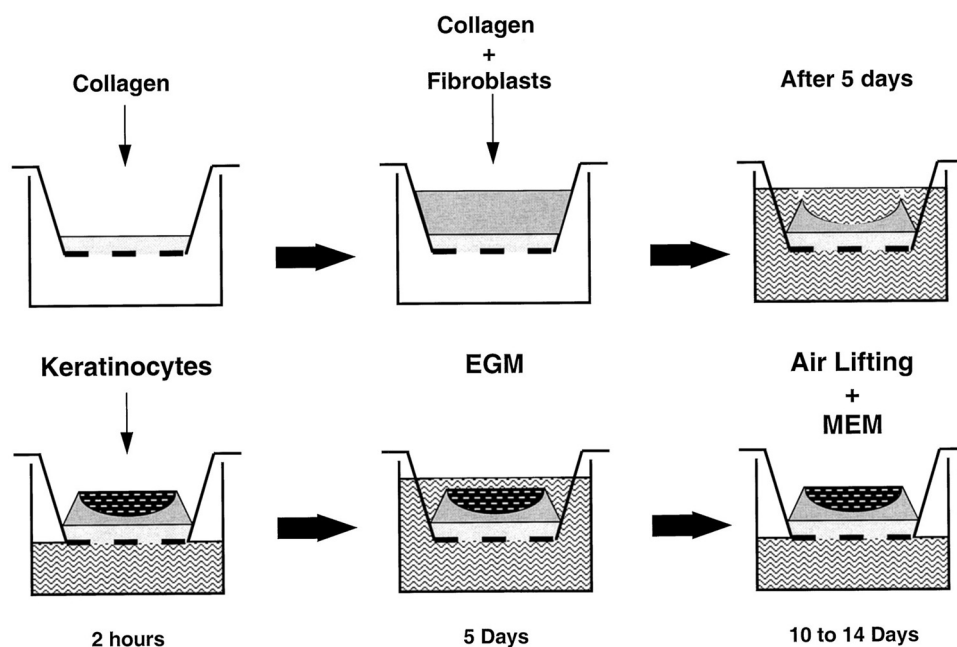 Collagen
Collagen
+
Fibroblasts
After 5 days
Keratinocytes
EGM
Air Lifting
+
MEM
2 hours
5 Days
10 to 14 Days